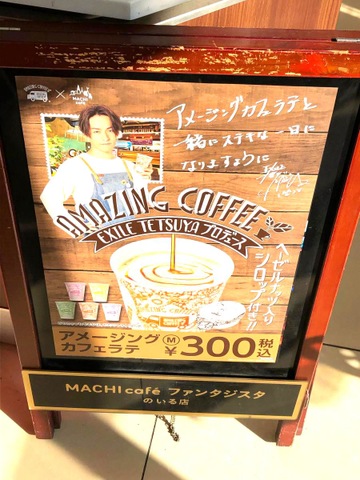 AMAZING COFFEE × MACHI café
アメージングカフェラテと
一緒にステキな一日に
なりますように
AMAZING COFFEE
EXILE TETSUYA プロデュース
ヘーゼルナッツ入り
シロップ付き!!
アメージング
カフェラテ
Ⓜ ¥300 税込
MACHI café ファンタジスタ
のいる店